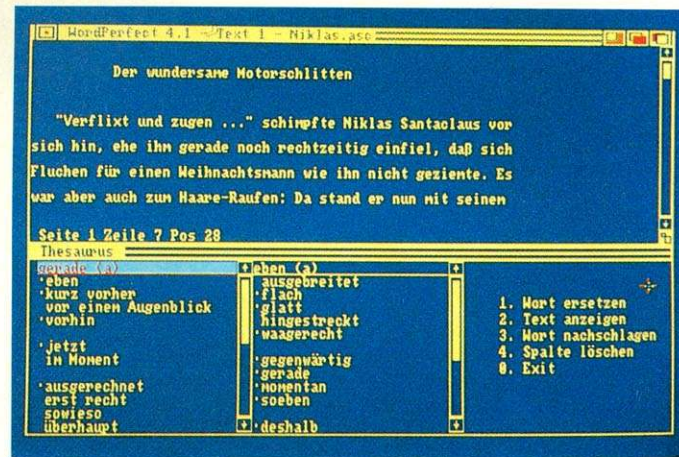 WordPerfect 4.1 - Text 1 - Niklas.asc
Der wundersame Motorschlitten
"Verflixt und zugen ..." schimpfte Niklas Santaclaus vor
sich hin, ehe ihm gerade noch rechtzeitig einfiel, daß sich
Fluchen für einen Weihnachtsmann wie ihn nicht geziemte. Es
war aber auch zum Haare-Raufen: Da stand er nun mit seinem
Seite 1 Zeile 7 Pos 28
Thesaurus
gerade (a)
·eben
·kurz vorher
vor einem Augenblick
·vorhin
·jetzt
im Moment
·ausgerechnet
erst recht
sowieso
überhaupt
eben (a)
ausgebreitet
·flach
·glatt
hingestreckt
·waagerecht
·gegenwärtig
·gerade
·momentan
·soeben
·deshalb
1. Wort ersetzen
2. Text anzeigen
3. Wort nachschlagen
4. Spalte löschen
0. Exit